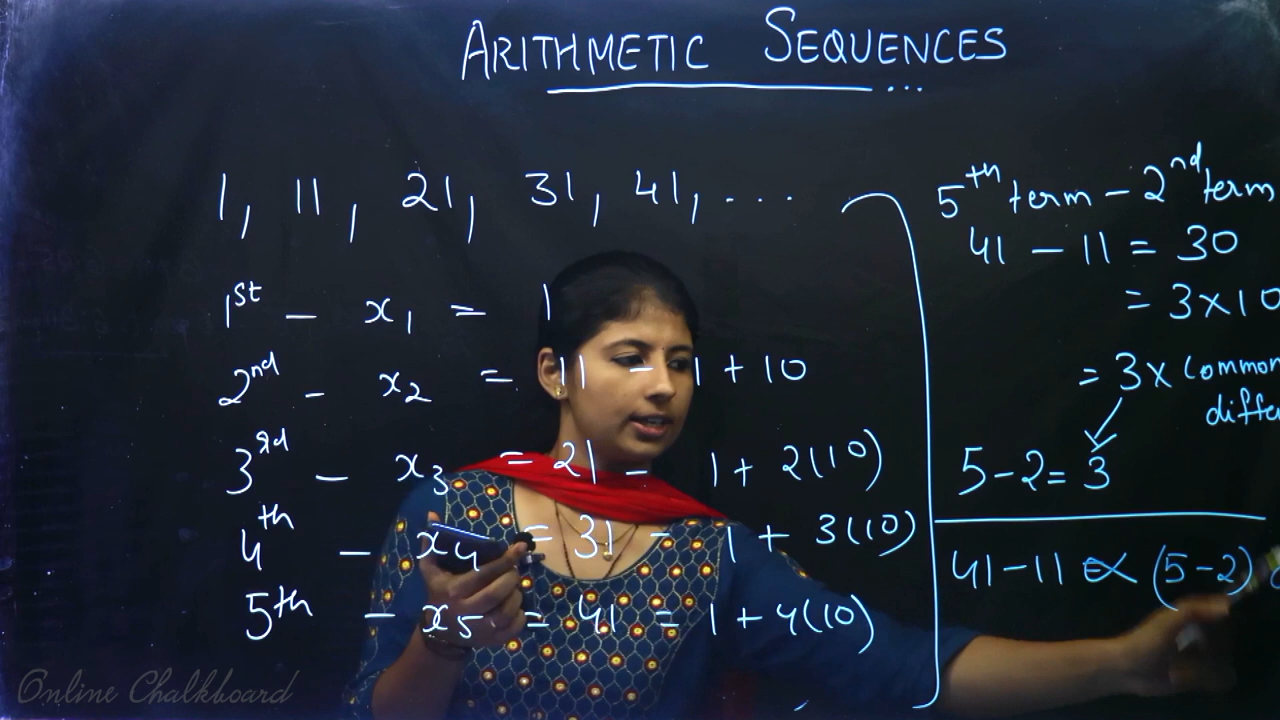 ARITHMETIC SEQUENCES ...
1, 11, 21, 31, 41, ...
1st - x₁ = 1
2nd - x₂ = 11 - 1 + 10
3rd - x₃ = 21 - 1 + 2(10)
4th - x₄ = 31 - 1 + 3(10)
5th - x₅ = 41 = 1 + 4(10)
5th term - 2nd term
41 - 11 = 30
= 3 x 10
= 3 x Common
diffe
5 - 2 = 3
41 - 11 ∝ (5 - 2)
Online Chalkboard